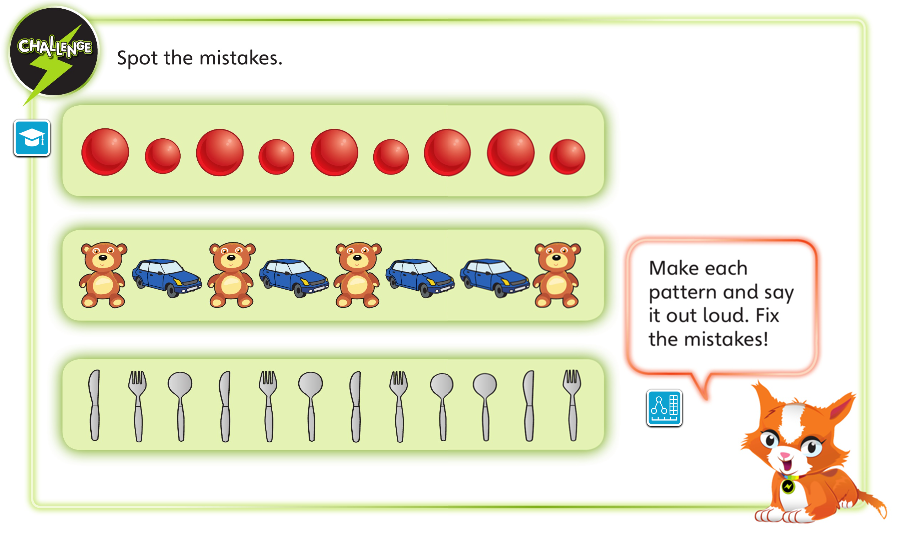 CHALLENGE
Spot the mistakes.
Make each
pattern and say
it out loud. Fix
the mistakes!